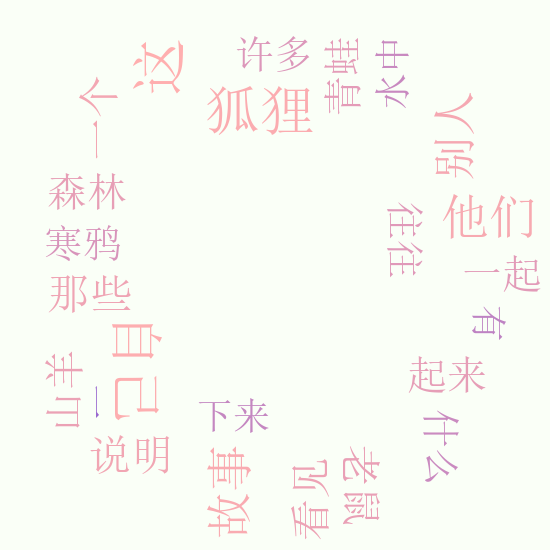 这
许多
青蛙
水中
一个
狐狸
别人
森林
他们
往往
寒鸦
一起
那些
有
自己
山羊
起来
一
下来
什么
说明
故事
看见
老鼠